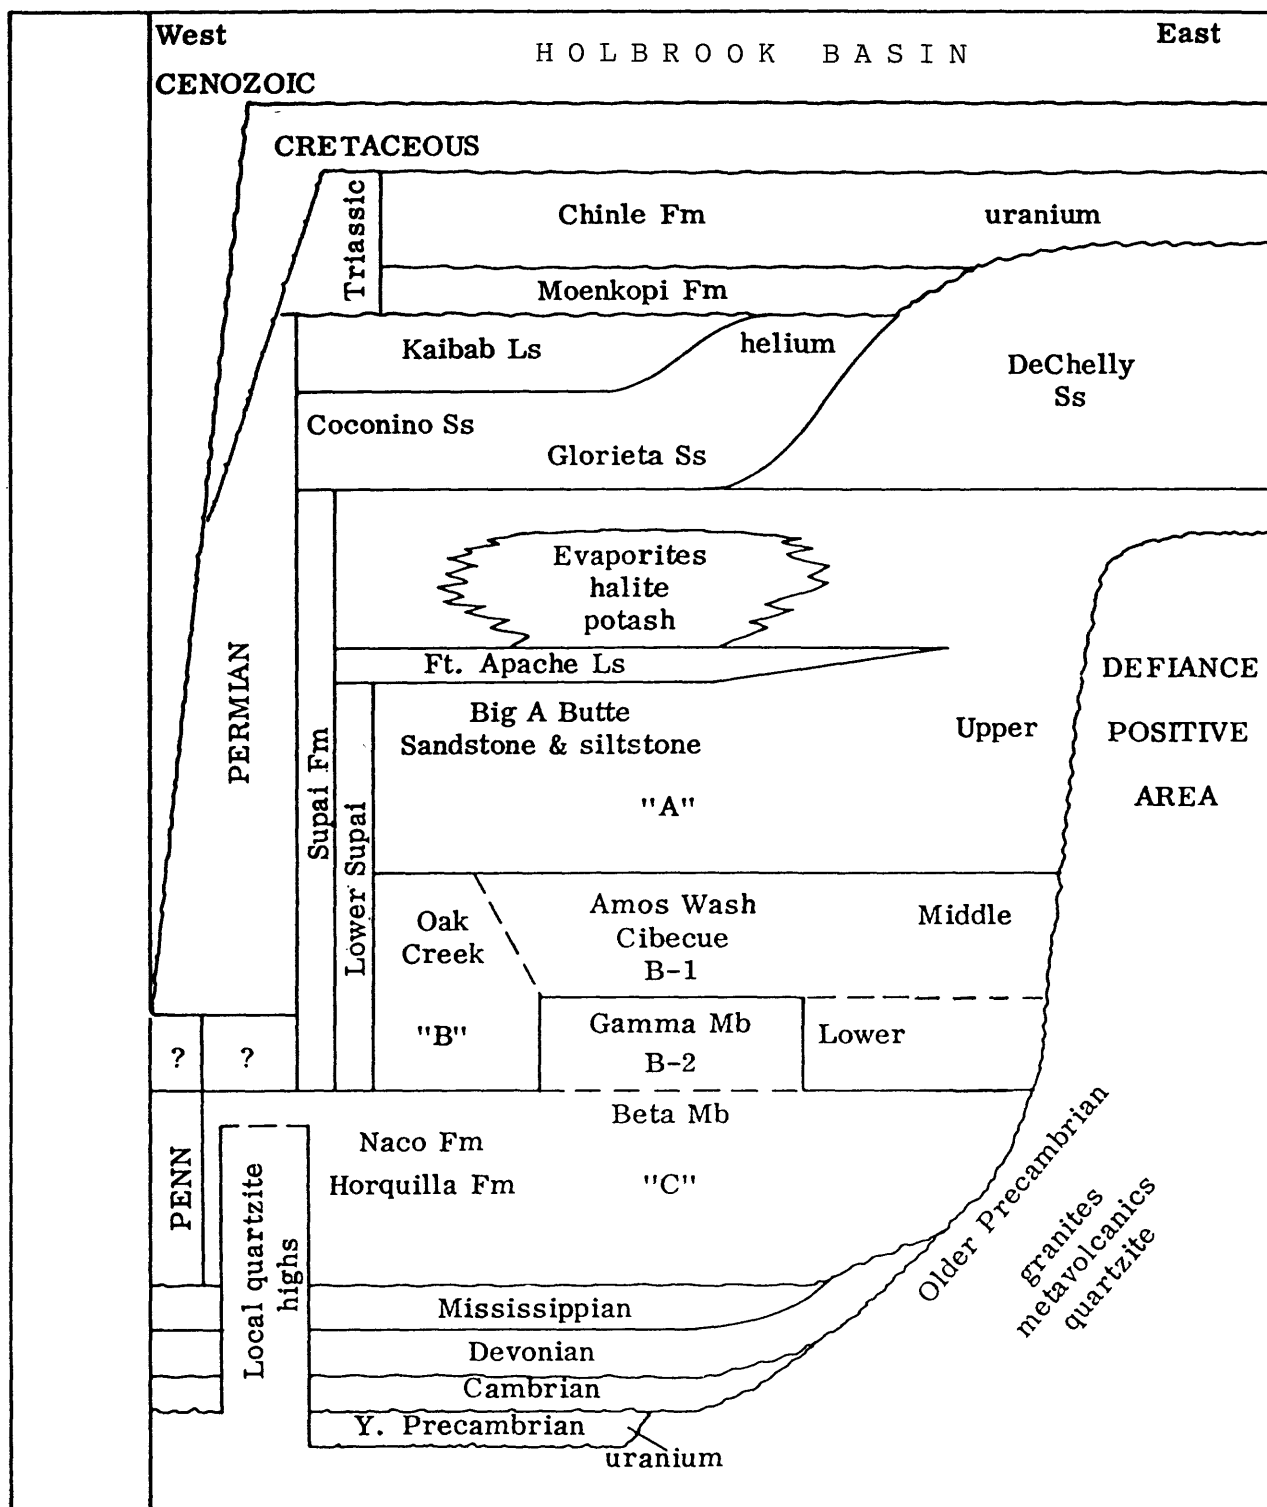 West
East
HOLBROOK BASIN
CENOZOIC
CRETACEOUS
Triassic
Chinle Fm
uranium
Moenkopi Fm
Kaibab Ls
helium
DeChelly
Ss
Coconino Ss
Glorieta Ss
PERMIAN
Supai Fm
Evaporites
halite
potash
Ft. Apache Ls
DEFIANCE
POSITIVE
AREA
Lower Supai
Big A Butte
Sandstone & siltstone
"A"
Upper
Oak
Creek
"B"
Amos Wash
Cibecue
B-1
Middle
Gamma Mb
B-2
Lower
?
?
PENN
Local quartzite
highs
Beta Mb
Naco Fm
Horquilla Fm
"C"
Older Precambrian
granites
metavolcanics
quartzite
Mississippian
Devonian
Cambrian
Y. Precambrian
uranium